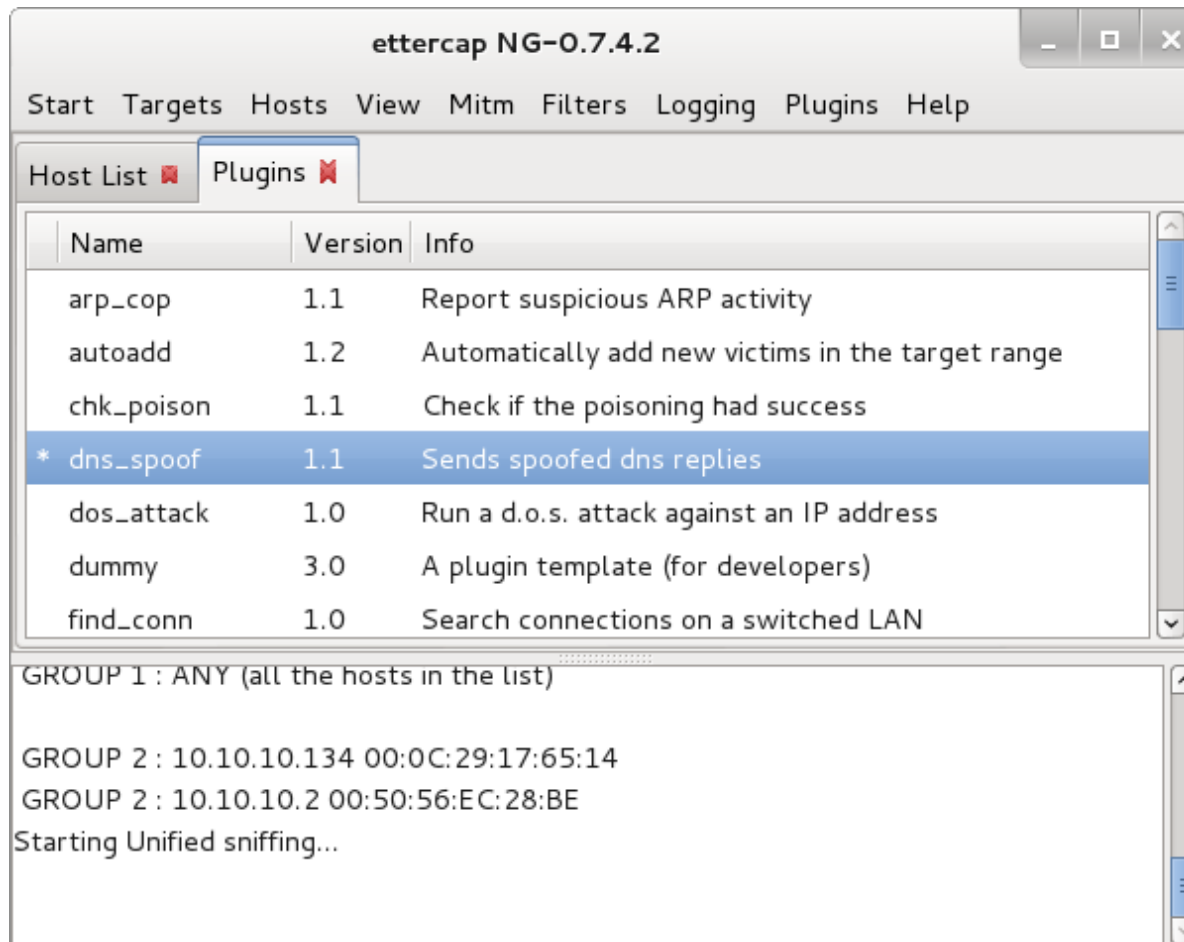 ettercap NG-0.7.4.2
Start Targets Hosts View Mitm Filters Logging Plugins Help
Host List Plugins
Name Version Info
arp_cop 1.1 Report suspicious ARP activity
autoadd 1.2 Automatically add new victims in the target range
chk_poison 1.1 Check if the poisoning had success
* dns_spoof 1.1 Sends spoofed dns replies
dos_attack 1.0 Run a d.o.s. attack against an IP address
dummy 3.0 A plugin template (for developers)
find_conn 1.0 Search connections on a switched LAN
GROUP 1 : ANY (all the hosts in the list)
GROUP 2 : 10.10.10.134 00:0C:29:17:65:14
GROUP 2 : 10.10.10.2 00:50:56:EC:28:BE
Starting Unified sniffing...